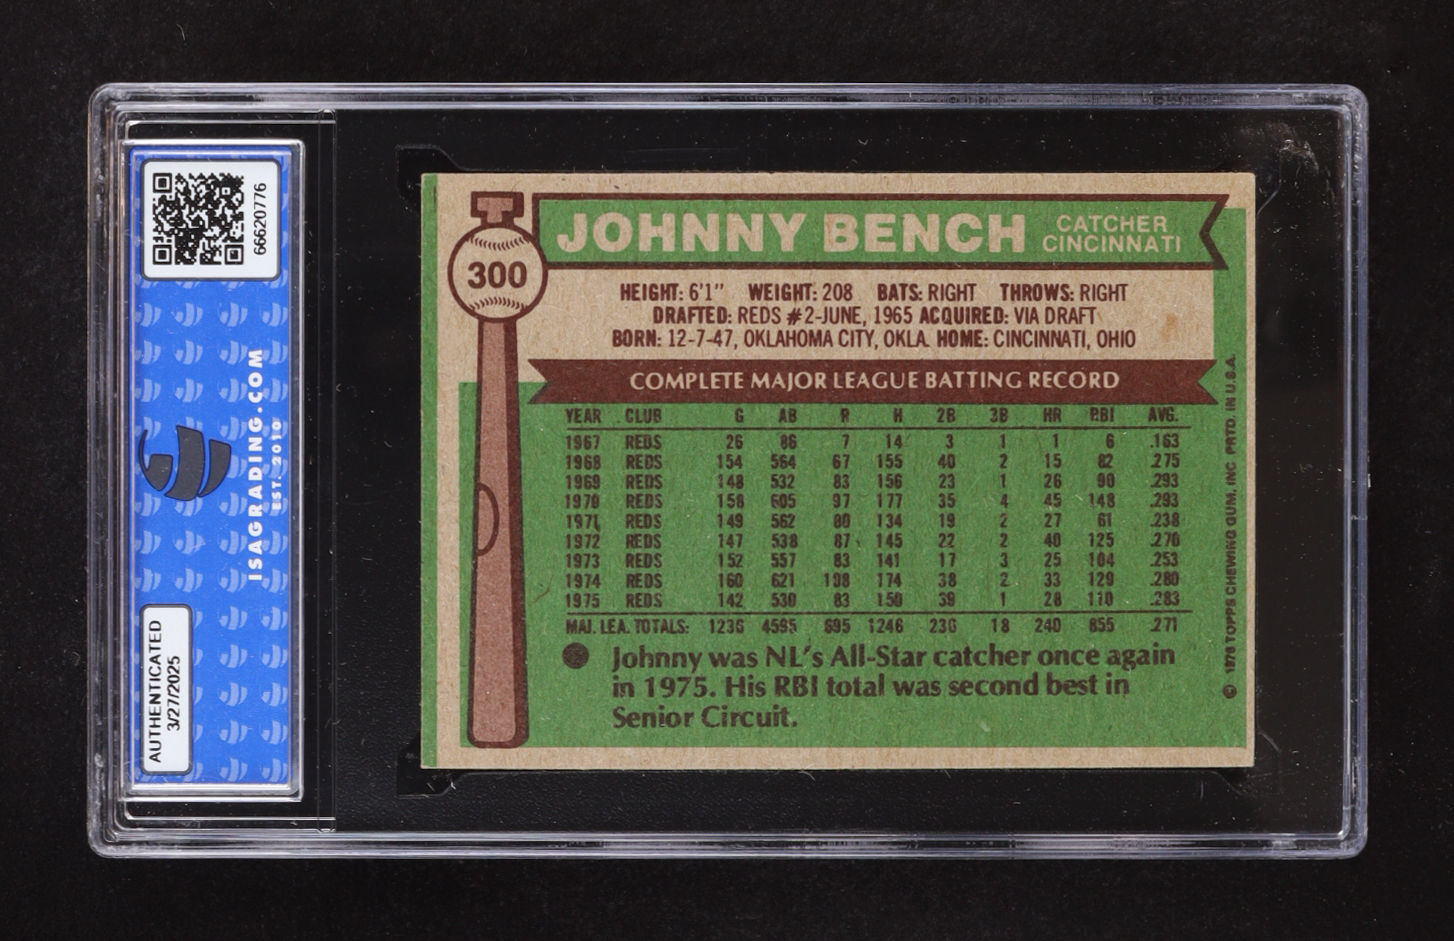 66620776
ISAGRADING.COM
EST. 2010
AUTHENTICATED
3/27/2025
T
300
JOHNNY BENCH
CATCHER
CINCINNATI
HEIGHT: 6'1" WEIGHT: 208 BATS: RIGHT THROWS: RIGHT
DRAFTED: REDS #2-JUNE, 1965 ACQUIRED: VIA DRAFT
BORN: 12-7-47, OKLAHOMA CITY, OKLA. HOME: CINCINNATI, OHIO
COMPLETE MAJOR LEAGUE BATTING RECORD
YEAR CLUB G AB R H 2B 3B HR RBI AVG.
1967 REDS 26 86 7 14 3 1 1 6 .163
1968 REDS 154 564 67 155 40 2 15 82 .275
1969 REDS 148 532 83 156 23 1 26 90 .293
1970 REDS 158 605 97 177 35 4 45 148 .293
1971 REDS 149 562 80 134 19 2 27 61 .238
1972 REDS 147 538 87 145 22 2 40 125 .270
1973 REDS 152 557 83 141 17 3 25 104 .253
1974 REDS 160 621 108 174 38 2 33 129 .280
1975 REDS 142 530 83 150 39 1 28 110 .283
MAJ. LEA. TOTALS: 1236 4595 695 1246 236 18 240 855 .271
Johnny was NL's All-Star catcher once again
in 1975. His RBI total was second best in
Senior Circuit.
© 1976 TOPPS CHEWING GUM, INC PRTD. IN U.S.A.